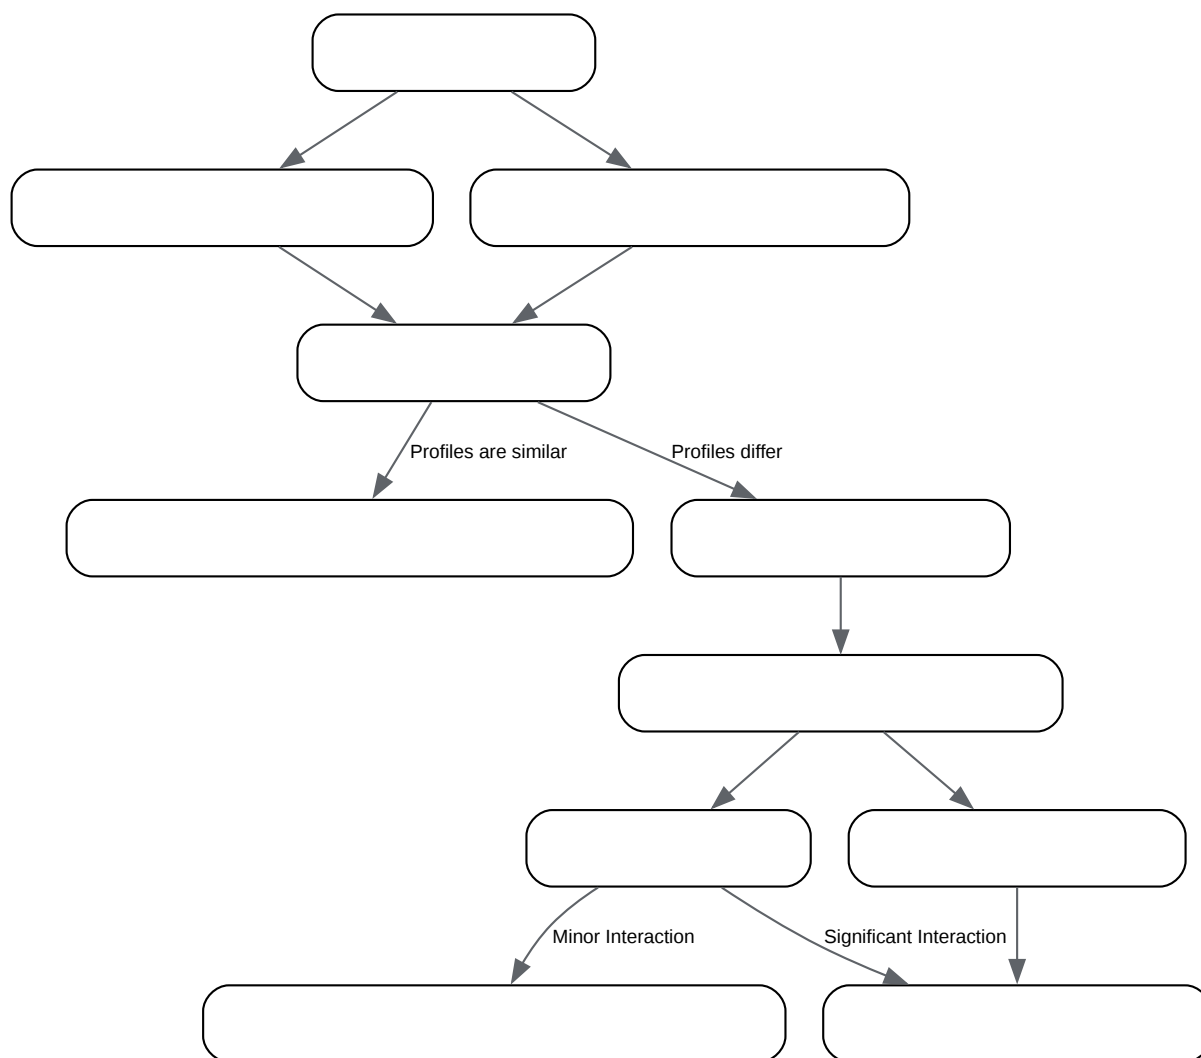 Profiles are similar
Profiles differ
Minor Interaction
Significant Interaction